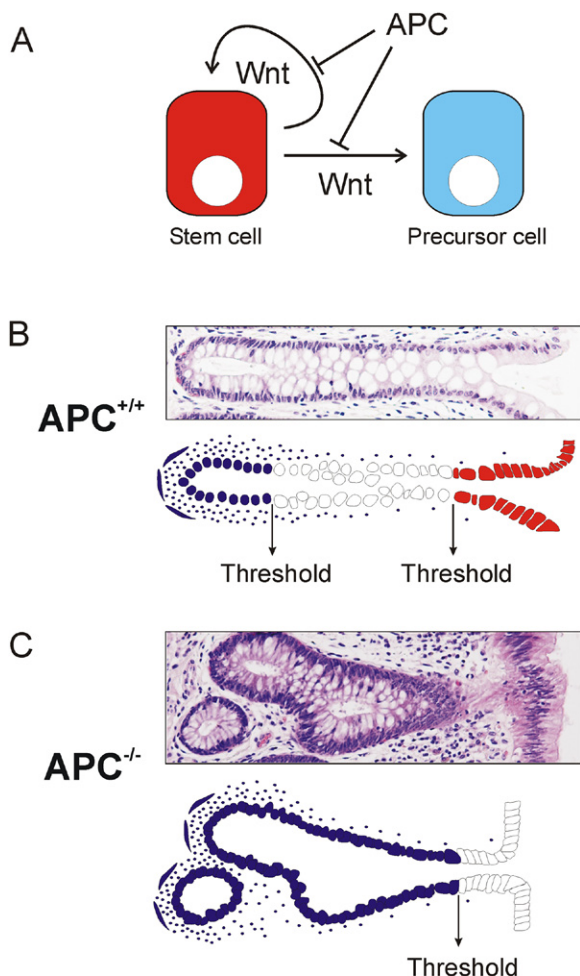 A
APC
Wnt
Wnt
Stem cell
Precursor cell
B
APC+/+
Threshold
Threshold
C
APC-/-
Threshold